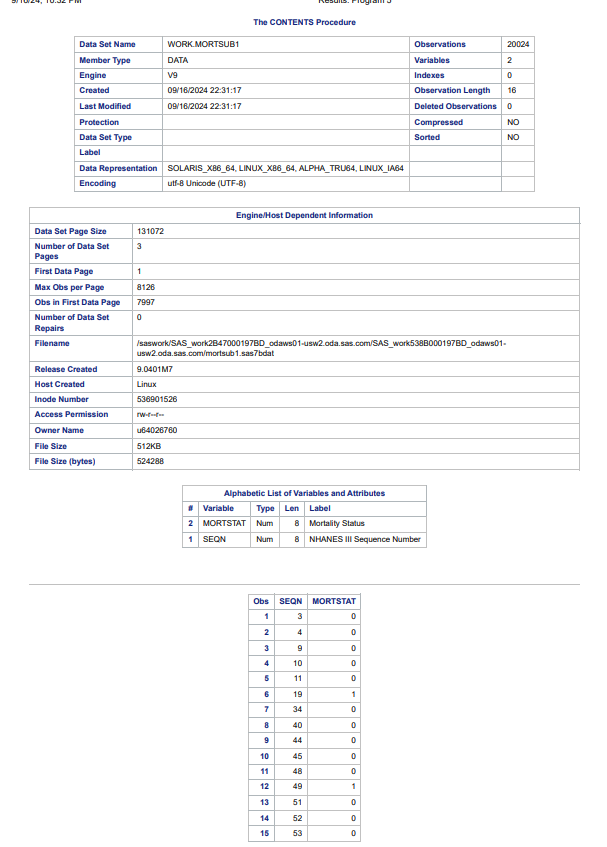 9/16/24, 10:32 PM Results: Program 5
The CONTENTS Procedure
Data Set Name WORK.MORTSUB1 Observations 20024
Member Type DATA Variables 2
Engine V9 Indexes 0
Created 09/16/2024 22:31:17 Observation Length 16
Last Modified 09/16/2024 22:31:17 Deleted Observations 0
Protection Compressed NO
Data Set Type Sorted NO
Label
Data Representation SOLARIS_X86_64, LINUX_X86_64, ALPHA_TRU64, LINUX_IA64
Encoding utf-8 Unicode (UTF-8)
Engine/Host Dependent Information
Data Set Page Size 131072
Number of Data Set 3
Pages
First Data Page 1
Max Obs per Page 8126
Obs in First Data Page 7997
Number of Data Set 0
Repairs
Filename /saswork/SAS_work2B47000197BD_odaws01-usw2.oda.sas.com/SAS_work538B000197BD_odaws01-
usw2.oda.sas.com/mortsub1.sas7bdat
Release Created 9.0401M7
Host Created Linux
Inode Number 536901526
Access Permission rw-r--r--
Owner Name u64026760
File Size 512KB
File Size (bytes) 524288
Alphabetic List of Variables and Attributes
# Variable Type Len Label
2 MORTSTAT Num 8 Mortality Status
1 SEQN Num 8 NHANES III Sequence Number
Obs SEQN MORTSTAT
1 3 0
2 4 0
3 9 0
4 10 0
5 11 0
6 19 1
7 34 0
8 40 0
9 44 0
10 45 0
11 48 0
12 49 1
13 51 0
14 52 0
15 53 0